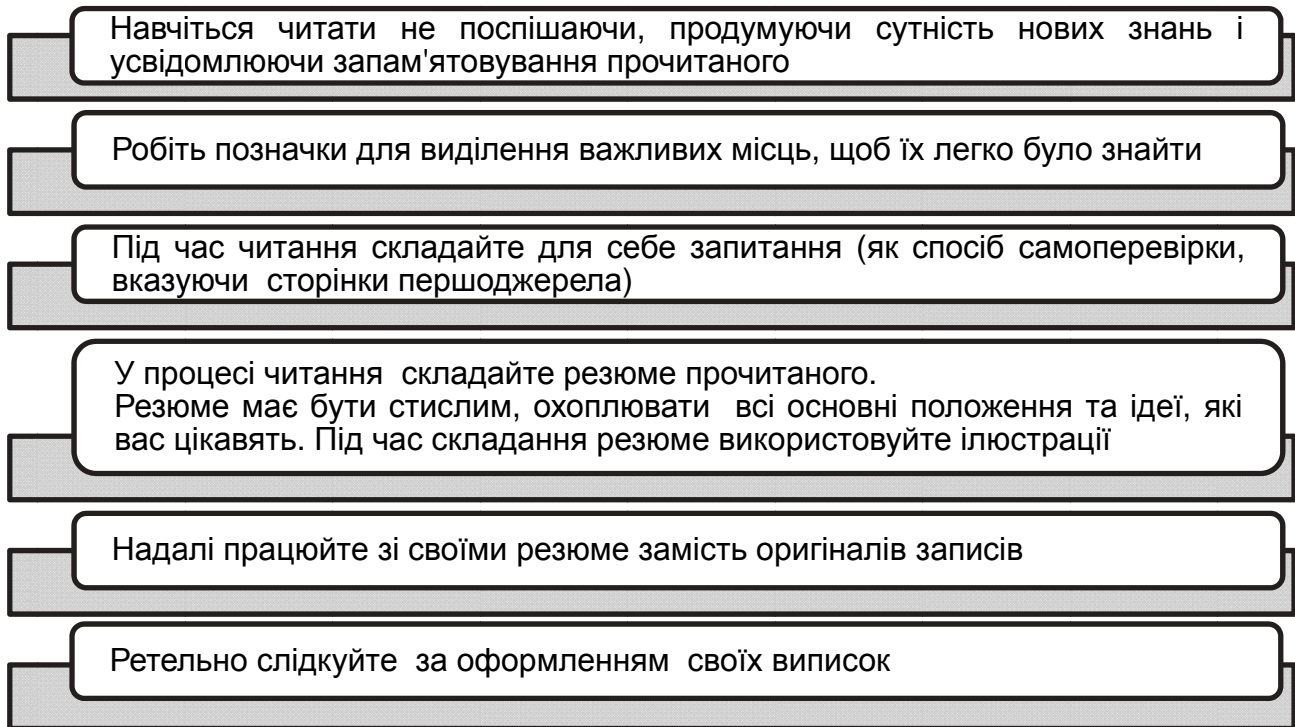 Навчіться читати не поспішаючи, продумуючи сутність нових знань і
усвідомлюючи запам'ятовування прочитаного
Робіть позначки для виділення важливих місць, щоб їх легко було знайти
Під час читання складайте для себе запитання (як спосіб самоперевірки,
вказуючи сторінки першоджерела)
У процесі читання складайте резюме прочитаного.
Резюме має бути стислим, охоплювати всі основні положення та ідеї, які
вас цікавять. Під час складання резюме використовуйте ілюстрації
Надалі працюйте зі своїми резюме замість оригіналів записів
Ретельно слідкуйте за оформленням своїх виписок